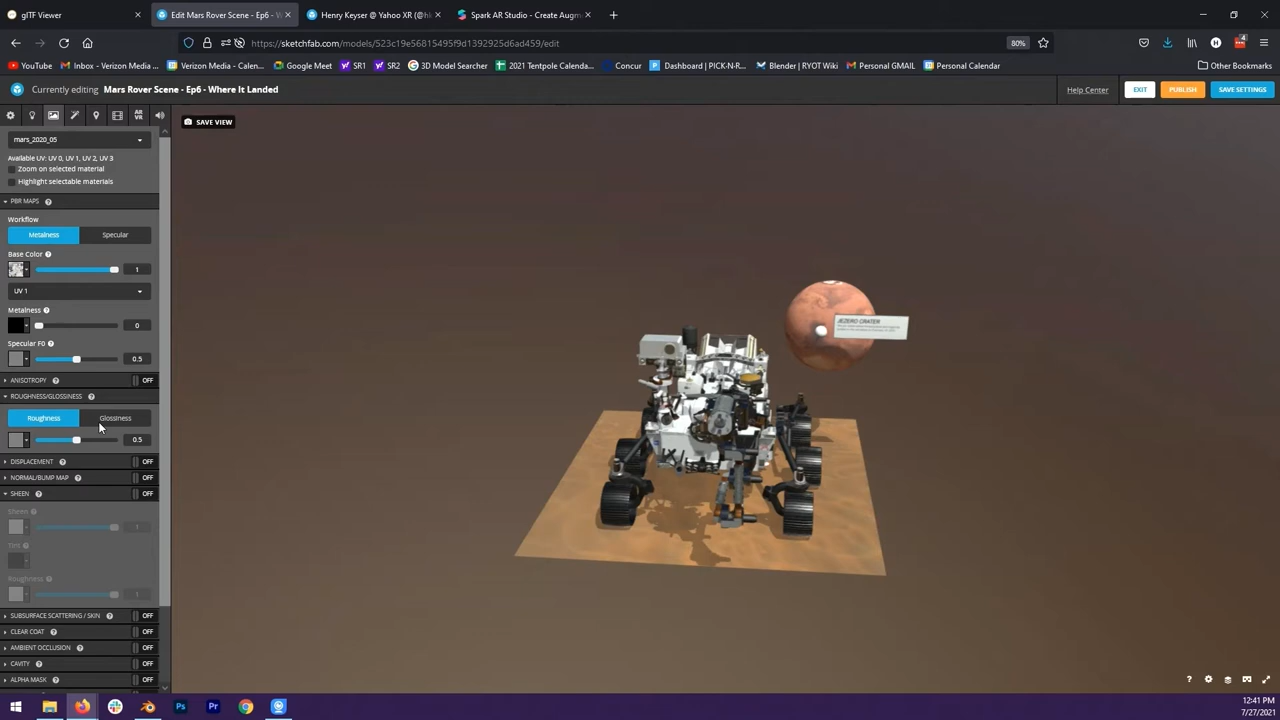 glTF Viewer
Edit Mars Rover Scene - Ep6 - W
Henry Keyser @ Yahoo XR (@hi
Spark AR Studio - Create Augm
https://sketchfab.com/models/523c19e56815495f9d1392925d6ad459/edit
80%
4
YouTube
Inbox - Verizon Media -...
Verizon Media - Calen...
Google Meet
SR1
SR2
3D Model Searcher
2021 Tentpole Calenda...
Concur
Dashboard | PICK-N-R...
Blender | RYOT Wiki
Personal GMAIL
Personal Calendar
Other Bookmarks
Currently editing Mars Rover Scene - Ep6 - Where It Landed
Help Center
EXIT
PUBLISH
SAVE SETTINGS
AR
VR
SAVE VIEW
mars_2020_05
Available UV: UV 0, UV 1, UV 2, UV 3
Zoom on selected material
Highlight selectable materials
PBR MAPS
Workflow
Metalness
Specular
Base Color
1
UV 1
Metalness
0
Specular F0
0.5
ANISOTROPY
OFF
ROUGHNESS/GLOSSINESS
Roughness
Glossiness
0.5
DISPLACEMENT
OFF
NORMAL/BUMP MAP
OFF
SHEEN
OFF
Sheen
1
Tint
Roughness
1
SUBSURFACE SCATTERING / SKIN
OFF
CLEAR COAT
OFF
AMBIENT OCCLUSION
OFF
CAVITY
OFF
ALPHA MASK
OFF
JEZERO CRATER
12:41 PM
7/27/2021